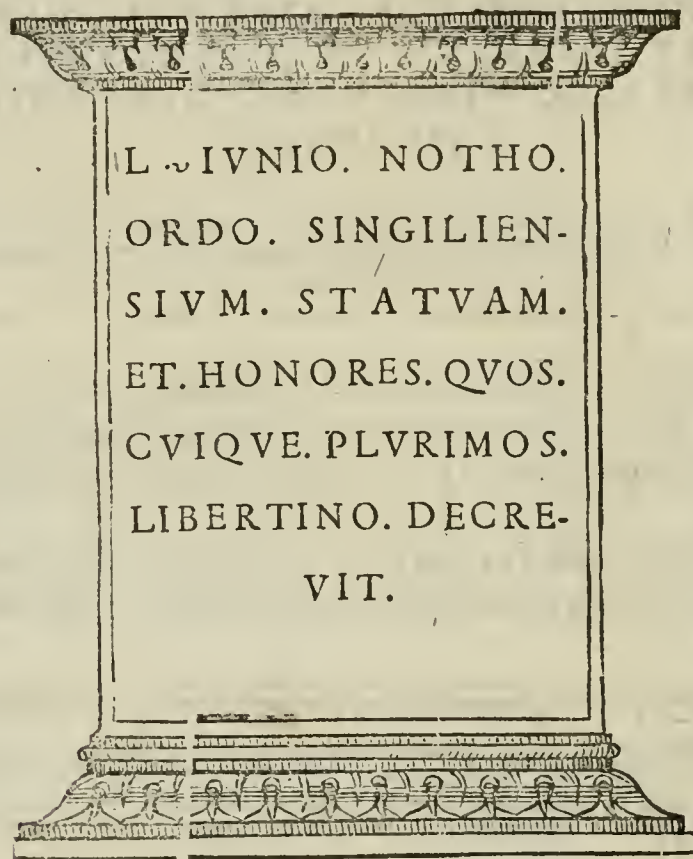 L. IVNIO. NOTHO.
ORDO. SINGILIEN-
SIVM. STATVAM.
ET. HONORES. QVOS.
CVIQVE. PLVRIMOS.
LIBERTINO. DECRE-
VIT.